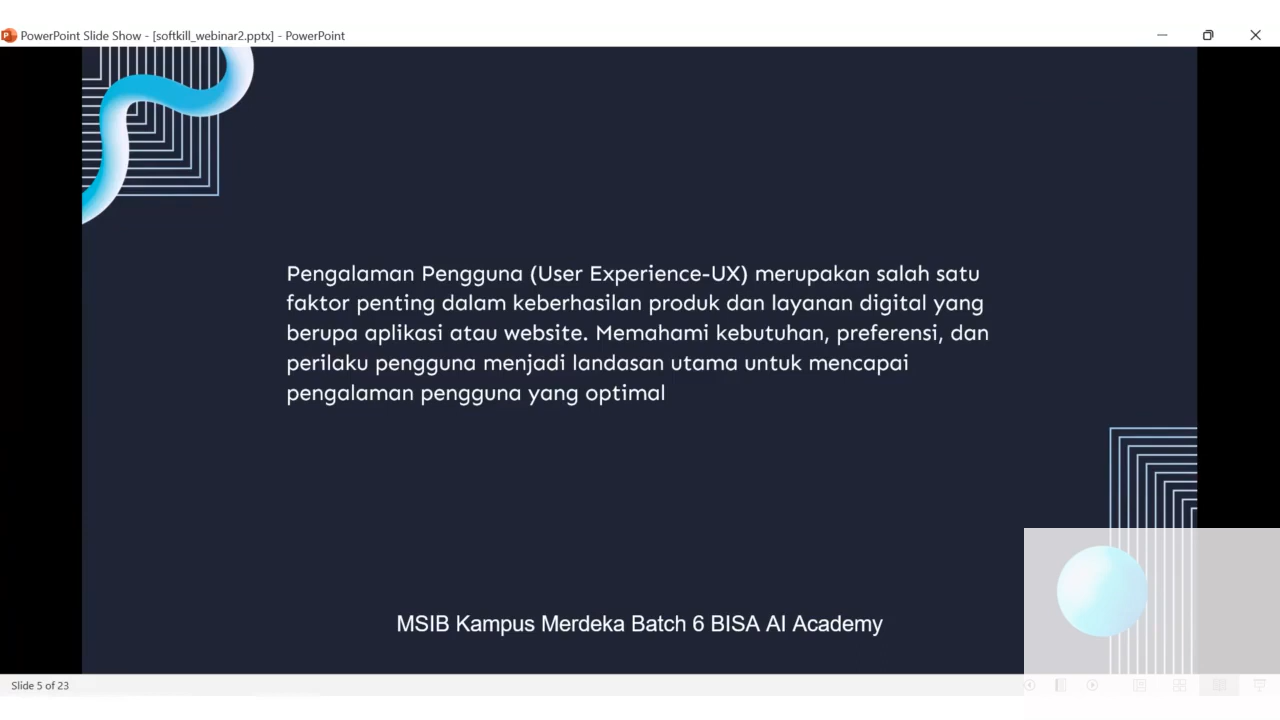 PowerPoint Slide Show - [softkill_webinar2.pptx] - PowerPoint
Pengalaman Pengguna (User Experience-UX) merupakan salah satu
faktor penting dalam keberhasilan produk dan layanan digital yang
berupa aplikasi atau website. Memahami kebutuhan, preferensi, dan
perilaku pengguna menjadi landasan utama untuk mencapai
pengalaman pengguna yang optimal
MSIB Kampus Merdeka Batch 6 BISA AI Academy
Slide 5 of 23